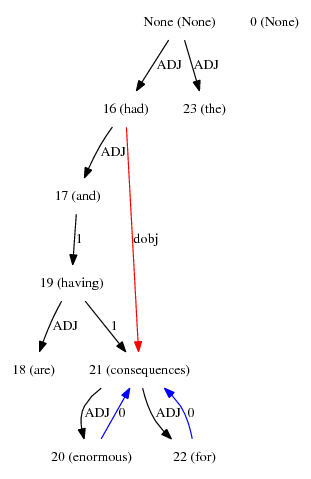 None (None) 0 (None)
ADJ ADJ
16 (had) 23 (the)
ADJ
17 (and)
1 dobj
19 (having)
ADJ 1
18 (are) 21 (consequences)
ADJ 0 ADJ 0
20 (enormous) 22 (for)